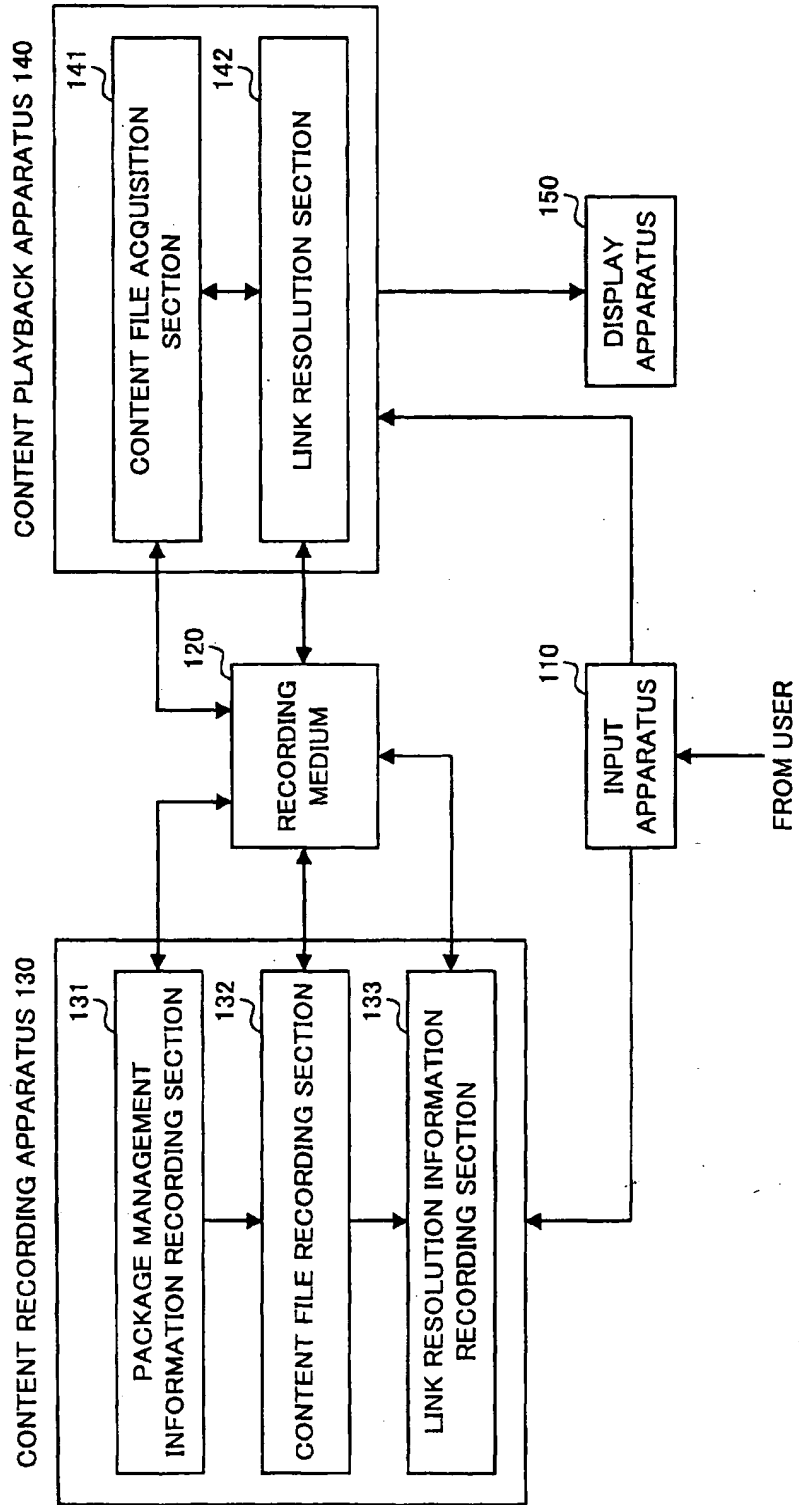 CONTENT RECORDING APPARATUS 130
131
PACKAGE MANAGEMENT
INFORMATION RECORDING SECTION
132
CONTENT FILE RECORDING SECTION
133
LINK RESOLUTION INFORMATION
RECORDING SECTION
120
RECORDING
MEDIUM
110
INPUT
APPARATUS
FROM USER
CONTENT PLAYBACK APPARATUS 140
141
CONTENT FILE ACQUISITION
SECTION
142
LINK RESOLUTION SECTION
150
DISPLAY
APPARATUS